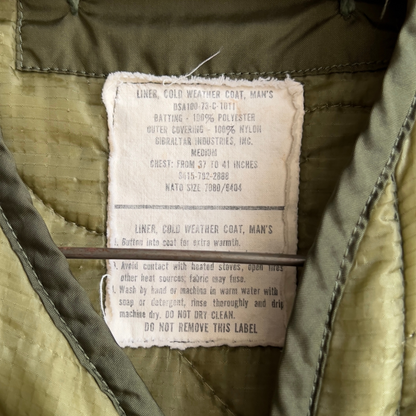 LINER, COLD WEATHER COAT, MAN'S
DSA100-73-C-1011
BATTING - 100% POLYESTER
OUTER COVERING - 100% NYLON
GIBRALTAR INDUSTRIES, INC.
MEDIUM
CHEST: FROM 37 TO 41 INCHES
8415-782-2888
NATO SIZE 7080/9404
LINER, COLD WEATHER COAT, MAN'S
1. Button into coat for extra warmth.
Avoid contact with heated stoves, open fires
other heat sources; fabric may fuse.
Wash by hand or machine in warm water with
soap or detergent, rinse thoroughly and drip
machine dry. DO NOT DRY CLEAN.
DO NOT REMOVE THIS LABEL